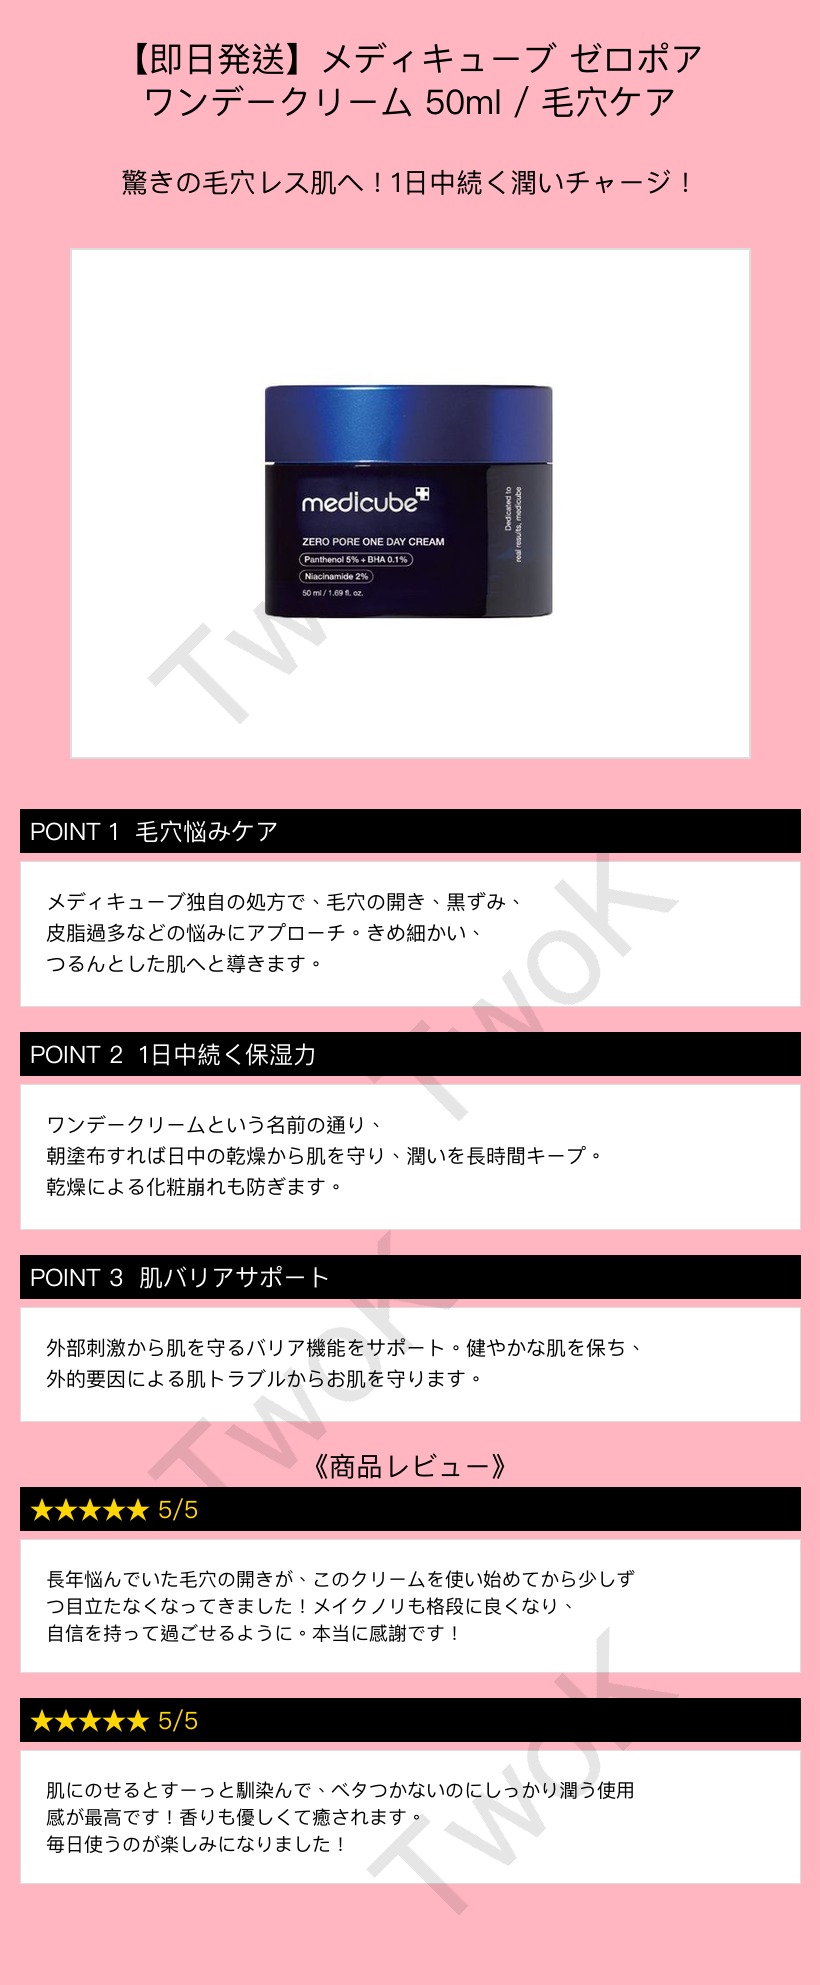 【即日発送】メディキューブ ゼロポア
ワンデークリーム 50ml / 毛穴ケア
驚きの毛穴レス肌へ！1日中続く潤いチャージ！
medicube
ZERO PORE ONE DAY CREAM
Panthenol 5% + BHA 0.1%
Niacinamide 2%
50 ml / 1.69 fl. oz.
Dedicated to
real results, medicube
Tw
POINT 1 毛穴悩みケア
メディキューブ独自の処方で、毛穴の開き、黒ずみ、
皮脂過多などの悩みにアプローチ。きめ細かい、
つるんとした肌へと導きます。
TwoK
POINT 2 1日中続く保湿力
ワンデークリームという名前の通り、
朝塗布すれば日中の乾燥から肌を守り、潤いを長時間キープ。
乾燥による化粧崩れも防ぎます。
POINT 3 肌バリアサポート
外部刺激から肌を守るバリア機能をサポート。健やかな肌を保ち、
外的要因による肌トラブルからお肌を守ります。
TwoK
《商品レビュー》
★★★★★ 5/5
長年悩んでいた毛穴の開きが、このクリームを使い始めてから少しず
つ目立たなくなってきました！メイクノリも格段に良くなり、
自信を持って過ごせるように。本当に感謝です！
★★★★★ 5/5
肌にのせるとすーっと馴染んで、ベタつかないのにしっかり潤う使用
感が最高です！香りも優しくて癒されます。
毎日使うのが楽しみになりました！
TwoK